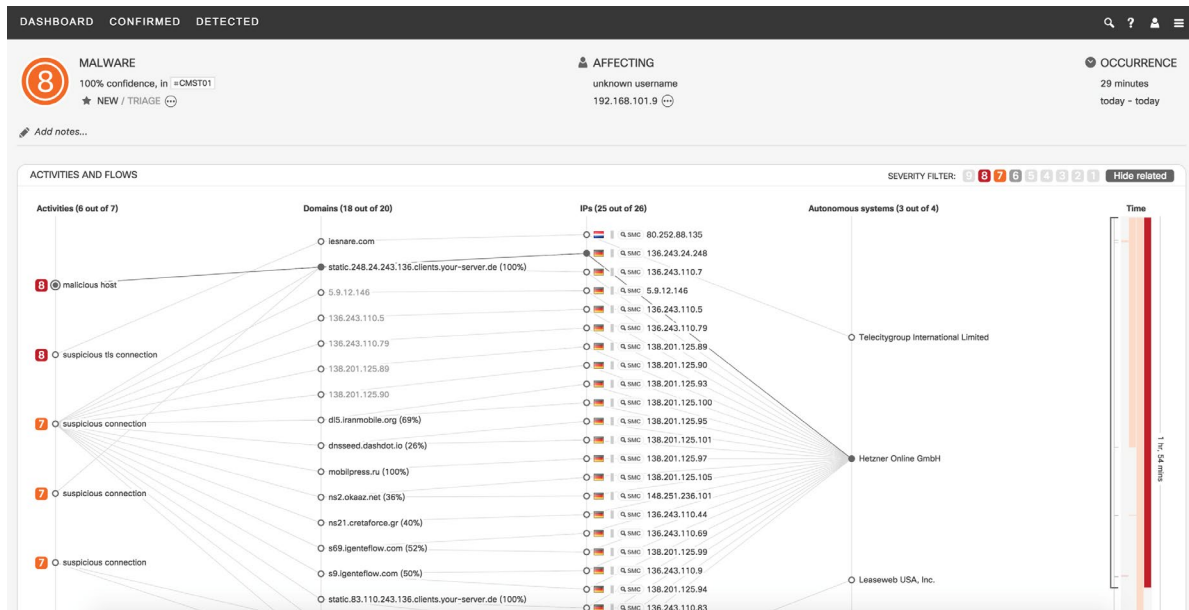 DASHBOARD CONFIRMED DETECTED
8
MALWARE
100% confidence, in CMST01
NEW / TRIAGE
AFFECTING
unknown username
192.168.101.9
OCCURRENCE
29 minutes
today - today
Add notes...
ACTIVITIES AND FLOWS
SEVERITY FILTER: 9 8 7 6 5 4 3 2 1 Hide related
Activities (6 out of 7)
8 malicious host
8 suspicious tls connection
7 suspicious connection
7 suspicious connection
7 suspicious connection
Domains (18 out of 20)
iesnare.com
static.248.24.243.136.clients.your-server.de (100%)
5.9.12.146
136.243.110.5
136.243.110.79
138.201.125.89
138.201.125.90
dl5.iranmobile.org (69%)
dnsseed.dashdot.io (26%)
mobilpress.ru (100%)
ns2.okaaz.net (36%)
ns21.cretaforce.gr (40%)
s69.igenteflow.com (52%)
s9.igenteflow.com (50%)
static.83.110.243.136.clients.your-server.de (100%)
IPs (25 out of 26)
SMC 80.252.88.135
SMC 136.243.24.248
SMC 136.243.110.7
SMC 5.9.12.146
SMC 136.243.110.5
SMC 136.243.110.79
SMC 138.201.125.89
SMC 138.201.125.90
SMC 138.201.125.93
SMC 138.201.125.100
SMC 138.201.125.95
SMC 138.201.125.101
SMC 138.201.125.97
SMC 138.201.125.105
SMC 148.251.236.101
SMC 136.243.110.44
SMC 136.243.110.69
SMC 138.201.125.99
SMC 136.243.110.9
SMC 138.201.125.94
SMC 136.243.110.83
Autonomous systems (3 out of 4)
Telecitygroup International Limited
Hetzner Online GmbH
Leaseweb USA, Inc.
Time
1 hr, 54 mins